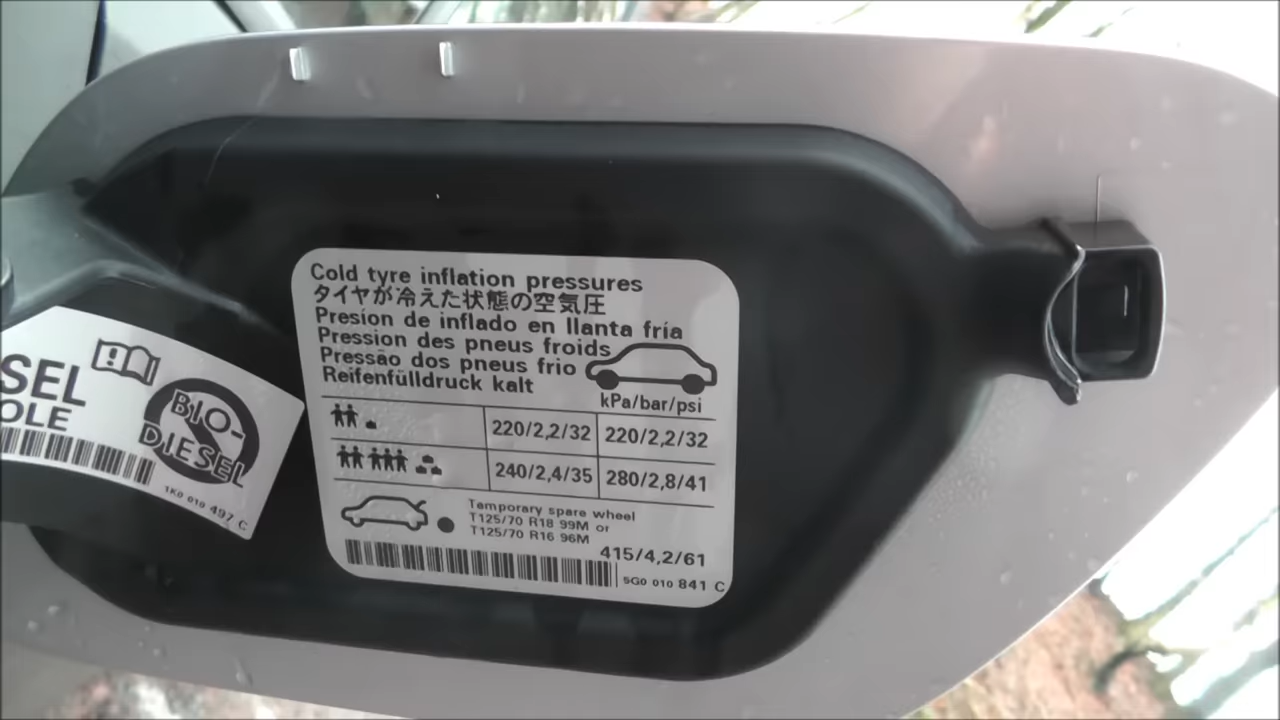 Cold tyre inflation pressures
タイヤが冷えた状態の空気圧
Presion de inflado en llanta fría
Pression des pneus froids
Pressão dos pneus frio
Reifenfülldruck kalt
kPa/bar/psi
220/2,2/32 220/2,2/32
240/2,4/35 280/2,8/41
Temporary spare wheel
T125/70 R18 99M or
T125/70 R16 96M
415/4,2/61
5G0 010 841 C
SEL
OLE
BIO-
DIESEL
1K0 010 497 C